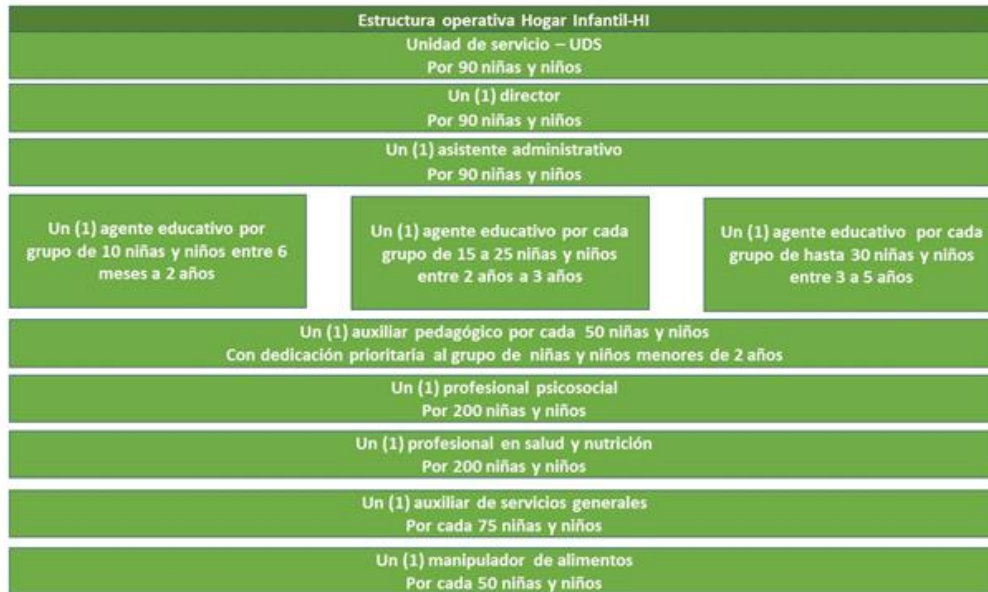 Estructura operativa Hogar Infantil-HI
Unidad de servicio – UDS
Por 90 niñas y niños
Un (1) director
Por 90 niñas y niños
Un (1) asistente administrativo
Por 90 niñas y niños
Un (1) agente educativo por
grupo de 10 niñas y niños entre 6
meses a 2 años
Un (1) agente educativo por cada
grupo de 15 a 25 niñas y niños
entre 2 años a 3 años
Un (1) agente educativo por cada
grupo de hasta 30 niñas y niños
entre 3 a 5 años
Un (1) auxiliar pedagógico por cada 50 niñas y niños
Con dedicación prioritaria al grupo de niñas y niños menores de 2 años
Un (1) profesional psicosocial
Por 200 niñas y niños
Un (1) profesional en salud y nutrición
Por 200 niñas y niños
Un (1) auxiliar de servicios generales
Por cada 75 niñas y niños
Un (1) manipulador de alimentos
Por cada 50 niñas y niños